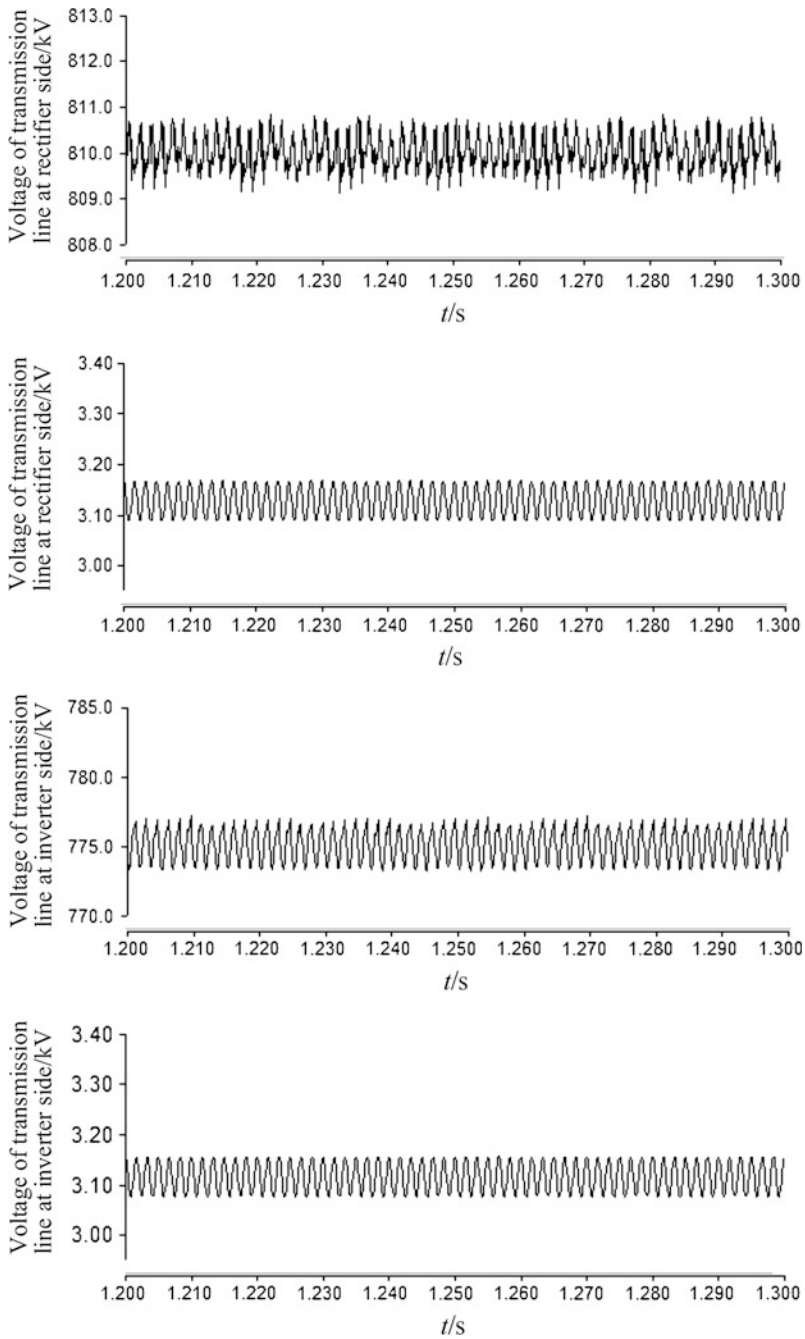 Voltage of transmission
line at rectifier side/kV
813.0
812.0
811.0
810.0
809.0
808.0
1.200 1.210 1.220 1.230 1.240 1.250 1.260 1.270 1.280 1.290 1.300
t/s
Voltage of transmission
line at rectifier side/kV
3.40
3.30
3.20
3.10
3.00
1.200 1.210 1.220 1.230 1.240 1.250 1.260 1.270 1.280 1.290 1.300
t/s
Voltage of transmission
line at inverter side/kV
785.0
780.0
775.0
770.0
1.200 1.210 1.220 1.230 1.240 1.250 1.260 1.270 1.280 1.290 1.300
t/s
Voltage of transmission
line at inverter side/kV
3.40
3.30
3.20
3.10
3.00
1.200 1.210 1.220 1.230 1.240 1.250 1.260 1.270 1.280 1.290 1.300
t/s